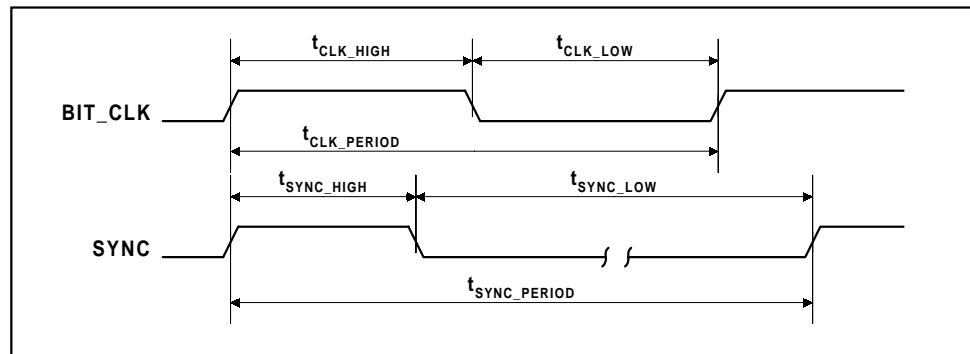 tCLK_HIGH tCLK_LOW
BIT_CLK
tCLK_PERIOD
tSYNC_HIGH tSYNC_LOW
SYNC
tSYNC_PERIOD